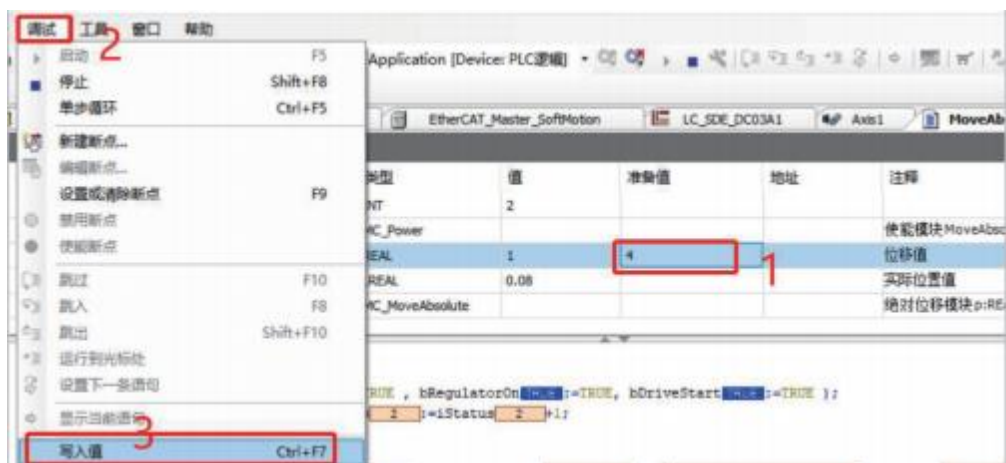 调试 工具 窗口 帮助
2
启动 F5
Application [Device: PLC逻辑]
停止 Shift+F8
单步循环 Ctrl+F5
EtherCAT_Master_SoftMotion LC_SDE_DC03A1 Axis1 MoveAb
新建断点...
编辑断点...
类型 值 准备值 地址 注释
设置或清除断点 F9
NT 2
禁用断点
MC_Power 使能模块MoveAbso
使能断点
REAL 1 4 位移值
1
跳过 F10
REAL 0.08 实际位置值
跳入 F8
MC_MoveAbsolute 绝对位移模块p:RE
跳出 Shift+F10
运行到光标处
设置下一条语句
TRUE , bRegulatorOn TRUE :=TRUE, bDriveStart TRUE :=TRUE );
2 :=iStatus 2 +1;
显示当前语句
3
写入值 Ctrl+F7